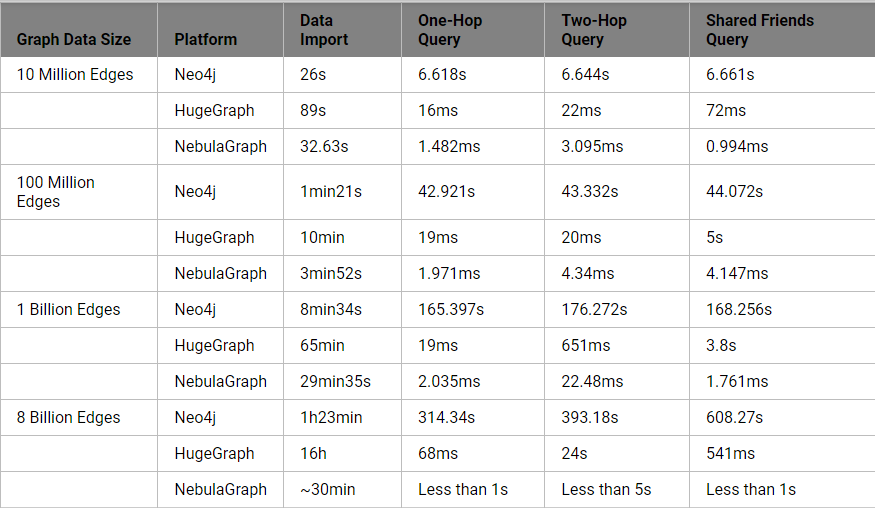 Graph Data Size Platform Data Import One-Hop Query Two-Hop Query Shared Friends Query
10 Million Edges Neo4j 26s 6.618s 6.644s 6.661s
HugeGraph 89s 16ms 22ms 72ms
NebulaGraph 32.63s 1.482ms 3.095ms 0.994ms
100 Million Edges Neo4j 1min21s 42.921s 43.332s 44.072s
HugeGraph 10min 19ms 20ms 5s
NebulaGraph 3min52s 1.971ms 4.34ms 4.147ms
1 Billion Edges Neo4j 8min34s 165.397s 176.272s 168.256s
HugeGraph 65min 19ms 651ms 3.8s
NebulaGraph 29min35s 2.035ms 22.48ms 1.761ms
8 Billion Edges Neo4j 1h23min 314.34s 393.18s 608.27s
HugeGraph 16h 68ms 24s 541ms
NebulaGraph ~30min Less than 1s Less than 5s Less than 1s